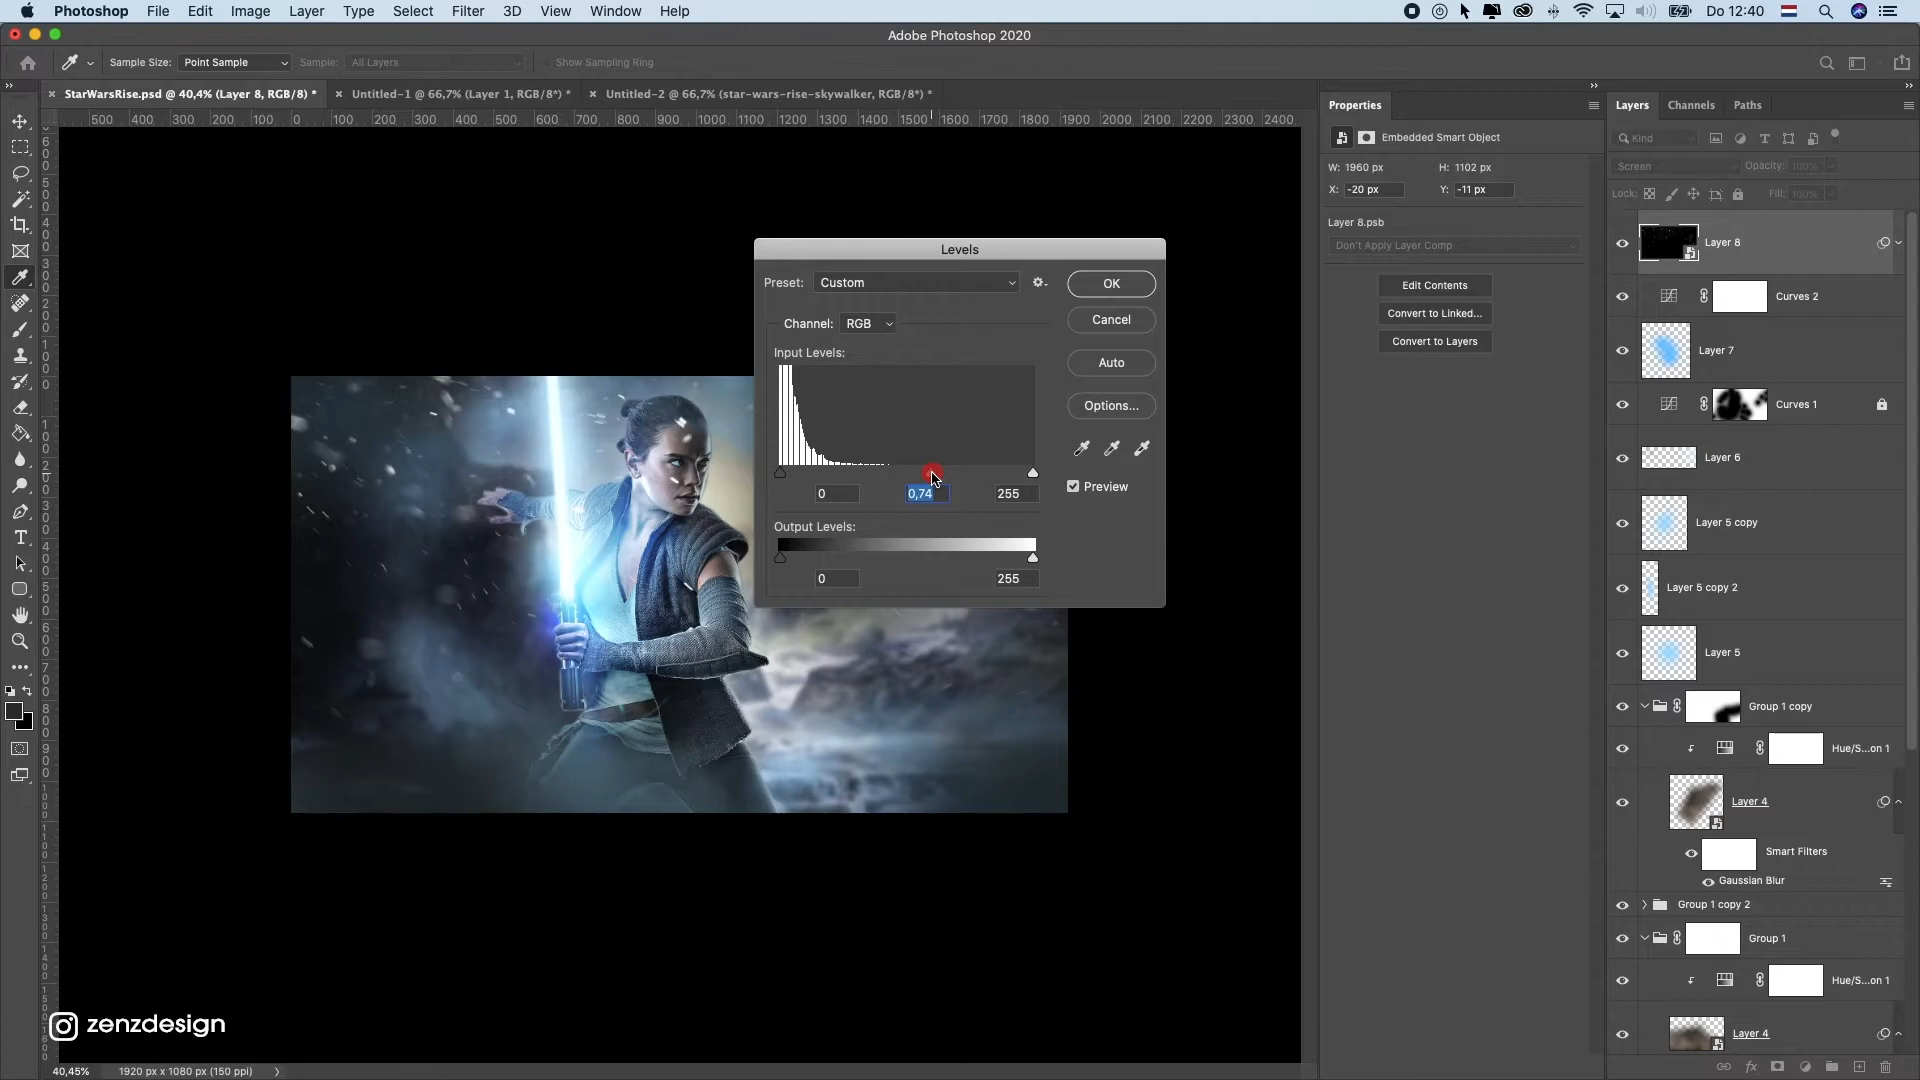 Photoshop File Edit Image Layer Type Select Filter 3D View Window Help Do 12:40
Adobe Photoshop 2020
Sample Size: Point Sample Sample: All Layers Show Sampling Ring
StarWarsRise.psd @ 40,4% (Layer 8, RGB/8) * Untitled-1 @ 66,7% (Layer 1, RGB/8*) * Untitled-2 @ 66,7% (star-wars-rise-skywalker, RGB/8*) *
500 400 300 200 100 0 100 200 300 400 500 600 700 800 900 1000 1100 1200 1300 1400 1500 1600 1700 1800 1900 2000 2100 2200 2300 2400
Levels
Preset: Custom
OK
Channel: RGB
Cancel
Input Levels:
Auto
Options...
Preview
0 0,74 255
Output Levels:
0 255
Properties
Embedded Smart Object
W: 1960 px H: 1102 px
X: -20 px Y: -11 px
Layer 8.psb
Don't Apply Layer Comp
Edit Contents
Convert to Linked...
Convert to Layers
Layers Channels Paths
Kind
Screen Opacity: 100%
Lock: Fill: 100%
Layer 8
Curves 2
Layer 7
Curves 1
Layer 6
Layer 5 copy
Layer 5 copy 2
Layer 5
Group 1 copy
Hue/S...on 1
Layer 4
Smart Filters
Gaussian Blur
Group 1 copy 2
Group 1
Hue/S...on 1
Layer 4
zenzdesign
40,45% 1920 px x 1080 px (150 ppi)